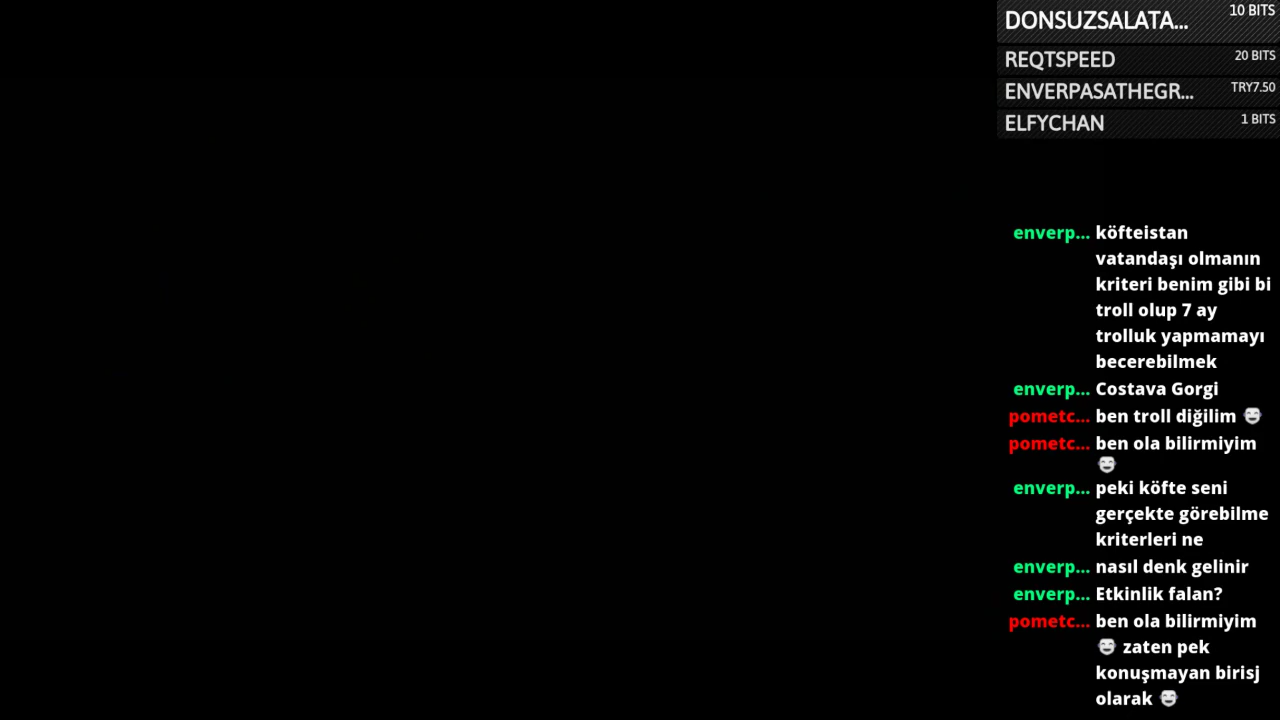 DONSUZSALATA... 10 BITS
REQTSPEED 20 BITS
ENVERPASATHEGR... TRY7.50
ELFYCHAN 1 BITS
enverp... köfteistan
vatandaşı olmanın
kriteri benim gibi bi
troll olup 7 ay
trolluk yapmamayı
becerebilmek
enverp... Costava Gorgi
pometc... ben troll diğilim
pometc... ben ola bilirmiyim
enverp... peki köfte seni
gerçekte görebilme
kriterleri ne
enverp... nasıl denk gelinir
enverp... Etkinlik falan?
pometc... ben ola bilirmiyim
zaten pek
konuşmayan birisj
olarak